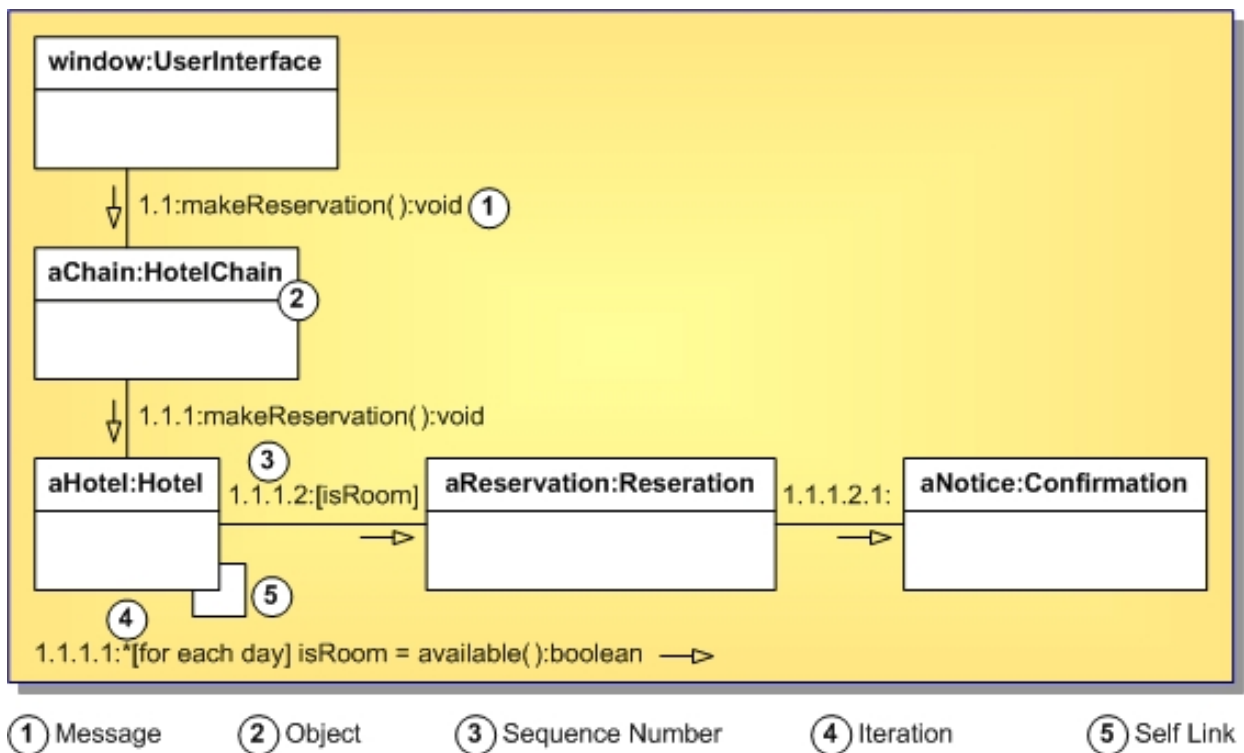 window:UserInterface
1.1:makeReservation( ):void 1
aChain:HotelChain
2
1.1.1:makeReservation( ):void
3
aHotel:Hotel
1.1.1.2:[isRoom]
aReservation:Reseration
1.1.1.2.1:
aNotice:Confirmation
5
4
1.1.1.1:*[for each day] isRoom = available( ):boolean
1 Message 2 Object 3 Sequence Number 4 Iteration 5 Self Link